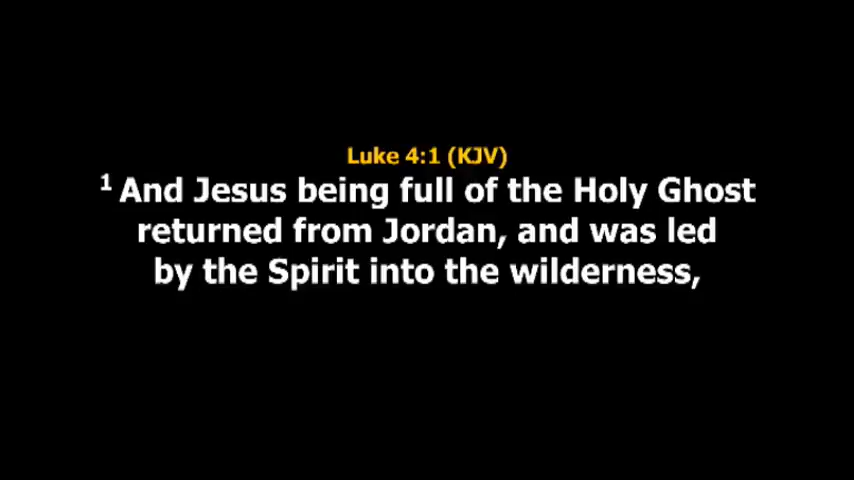 Luke 4:1 (KJV)
1 And Jesus being full of the Holy Ghost
returned from Jordan, and was led
by the Spirit into the wilderness,